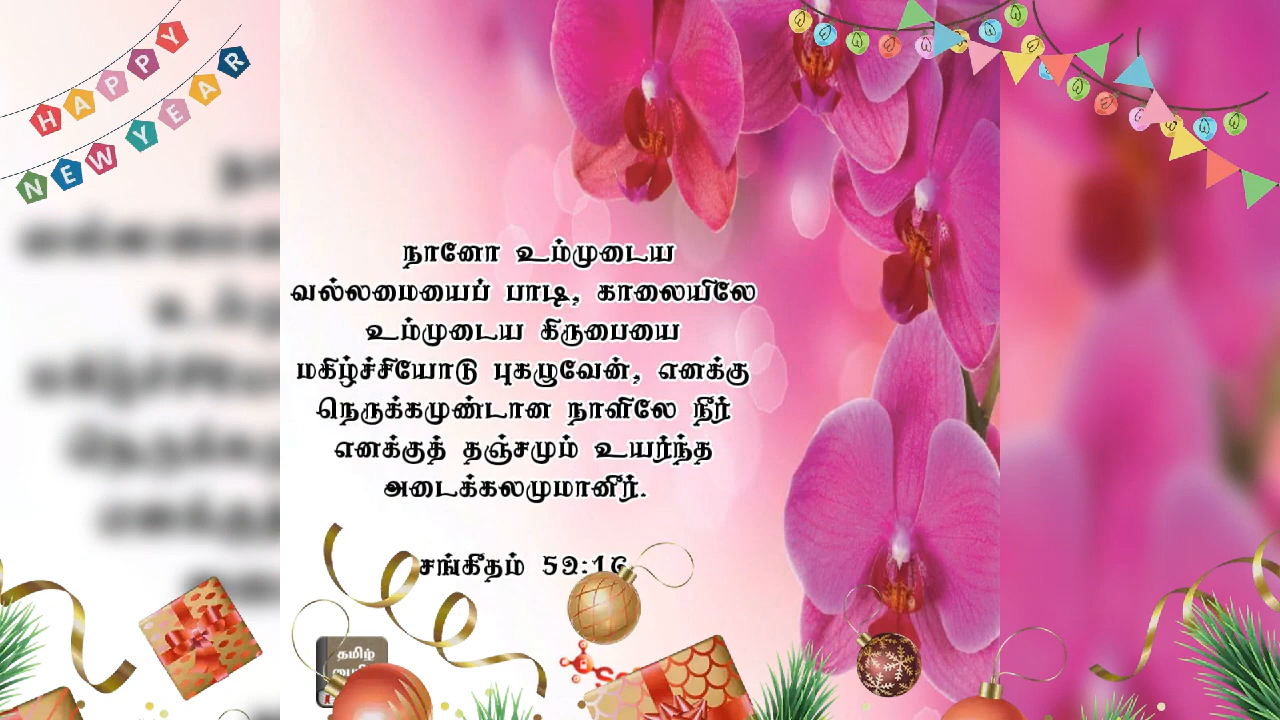 HAPPY
NEW YEAR
நானோ உம்முடைய
வல்லமையைப் பாடி, காலையிலே
உம்முடைய கிருபையை
மகிழ்ச்சியோடு புகழுவேன், எனக்கு
நெருக்கமுண்டான நாளிலே நீர்
எனக்குத் தஞ்சமும் உயர்ந்த
அடைக்கலமுமானீர்.
சங்கீதம் 59:16
தமிழ்